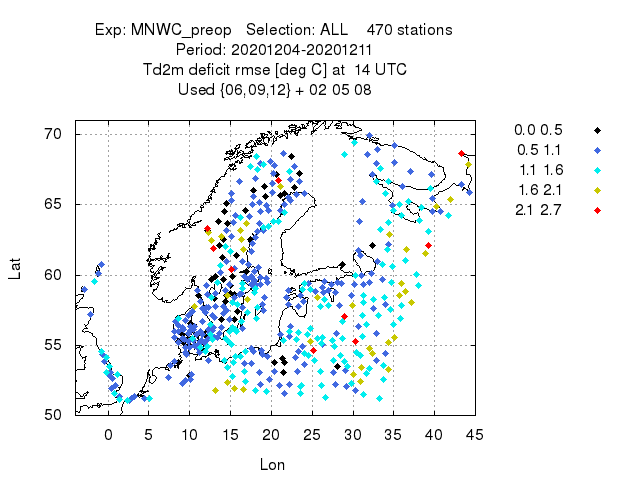 Exp: MNWC_preop Selection: ALL 470 stations
Period: 20201204-20201211
Td2m deficit rmse [deg C] at 14 UTC
Used {06,09,12} + 02 05 08
0.0 0.5
0.5 1.1
1.1 1.6
1.6 2.1
2.1 2.7
70
65
60
55
50
Lat
0 5 10 15 20 25 30 35 40 45
Lon